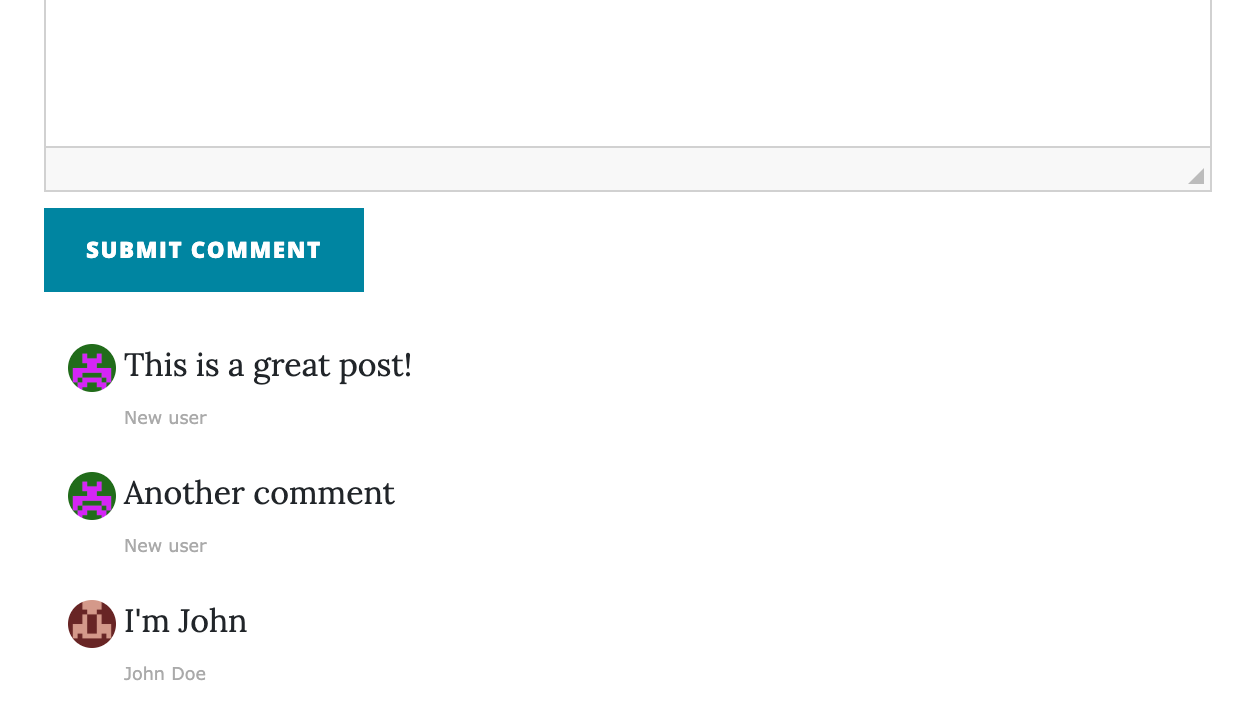 SUBMIT COMMENT
This is a great post!
New user
Another comment
New user
I'm John
John Doe